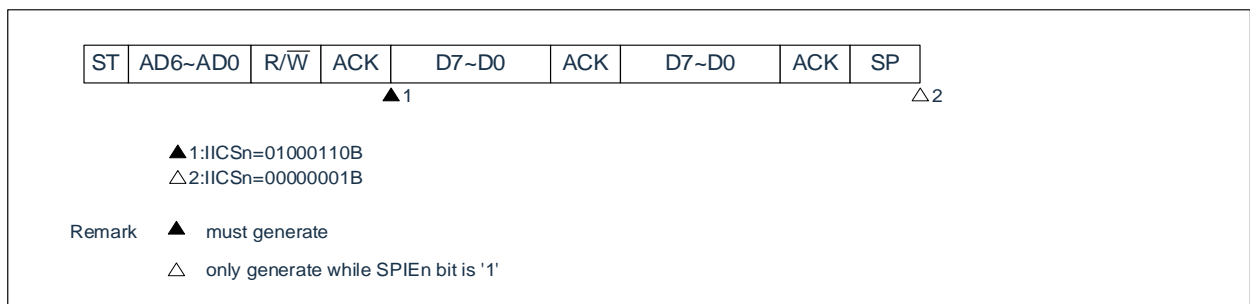 ST AD6~AD0 R/W̅ ACK D7~D0 ACK D7~D0 ACK SP
▲1 △2
▲1:IICSn=01000110B
△2:IICSn=00000001B
Remark ▲ must generate
△ only generate while SPIEn bit is '1'